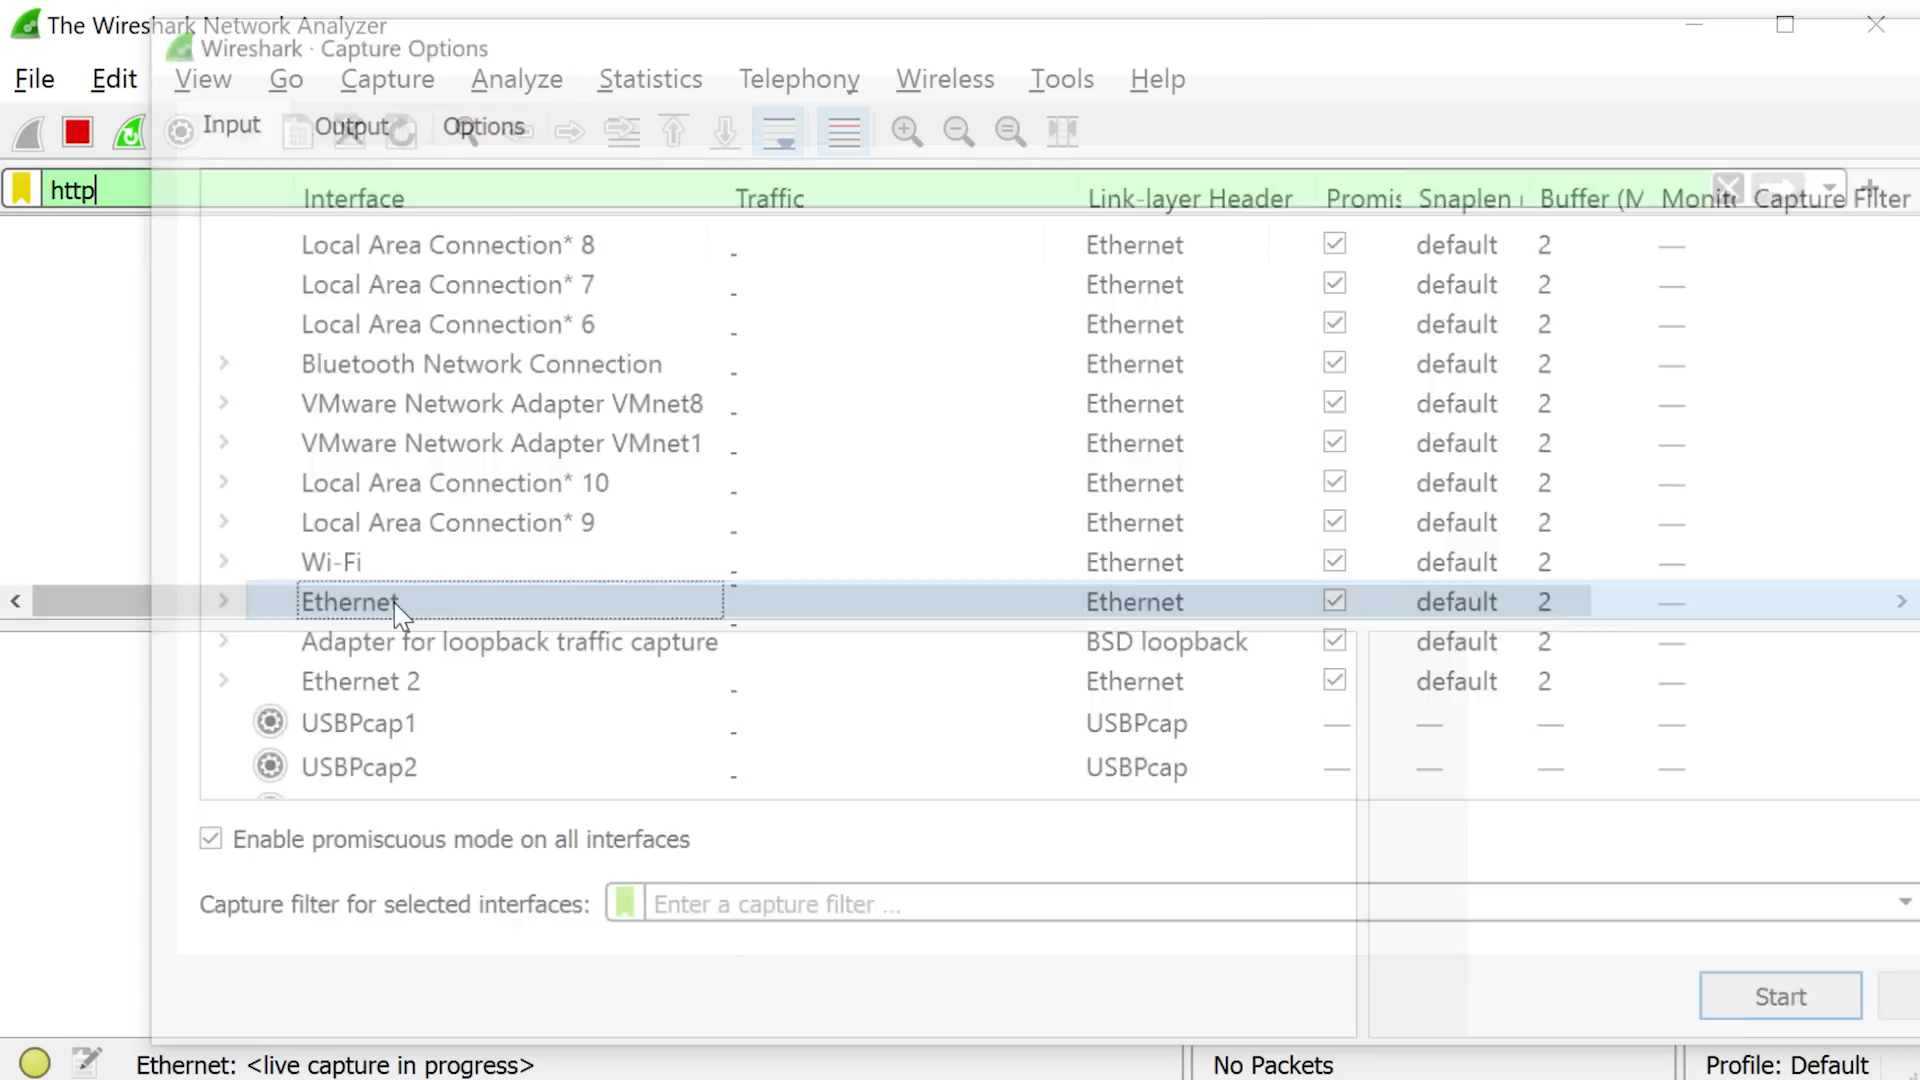 The Wireshark Network Analyzer
Wireshark · Capture Options
File Edit View Go Capture Analyze Statistics Telephony Wireless Tools Help
Input Output Options
http
Interface Traffic Link-layer Header Promis Snaplen ( Buffer (M Monito Capture Filter
Local Area Connection* 8 _ Ethernet default 2 —
Local Area Connection* 7 _ Ethernet default 2 —
Local Area Connection* 6 _ Ethernet default 2 —
Bluetooth Network Connection _ Ethernet default 2 —
VMware Network Adapter VMnet8 _ Ethernet default 2 —
VMware Network Adapter VMnet1 _ Ethernet default 2 —
Local Area Connection* 10 _ Ethernet default 2 —
Local Area Connection* 9 _ Ethernet default 2 —
Wi-Fi _ Ethernet default 2 —
Ethernet _ Ethernet default 2 —
Adapter for loopback traffic capture _ BSD loopback default 2 —
Ethernet 2 _ Ethernet default 2 —
USBPcap1 _ USBPcap — — — —
USBPcap2 _ USBPcap — — — —
Enable promiscuous mode on all interfaces
Capture filter for selected interfaces: Enter a capture filter ...
Start
Ethernet: <live capture in progress> No Packets Profile: Default